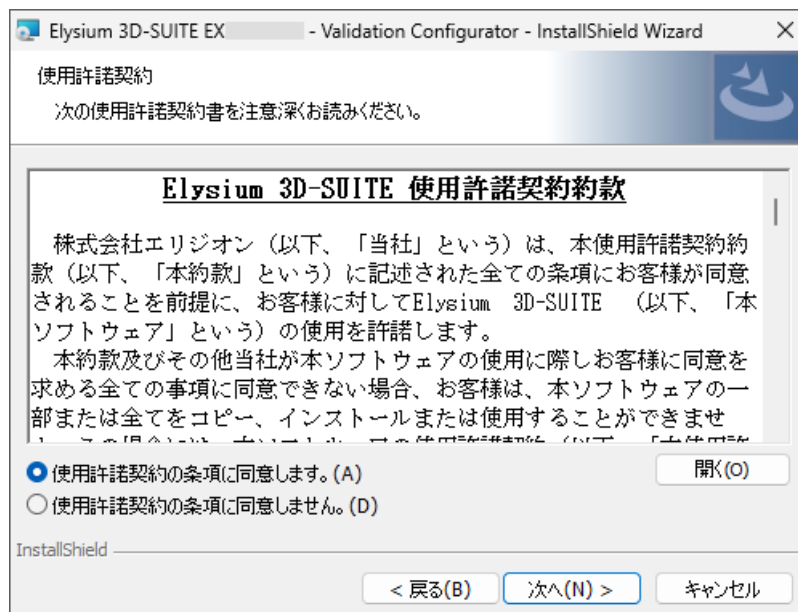 Elysium 3D-SUITE EX - Validation Configurator - InstallShield Wizard
使用許諾契約
次の使用許諾契約書を注意深くお読みください。
Elysium 3D-SUITE 使用許諾契約約款
株式会社エリジオン（以下、「当社」という）は、本使用許諾契約約
款（以下、「本約款」という）に記述された全ての条項にお客様が同意
されることを前提に、お客様に対してElysium 3D-SUITE （以下、「本
ソフトウェア」という）の使用を許諾します。
本約款及びその他当社が本ソフトウェアの使用に際しお客様に同意を
求める全ての事項に同意できない場合、お客様は、本ソフトウェアの一
部または全てをコピー、インストールまたは使用することができませ
使用許諾契約の条項に同意します。(A)
開く(O)
使用許諾契約の条項に同意しません。(D)
InstallShield
< 戻る(B)
次へ(N) >
キャンセル